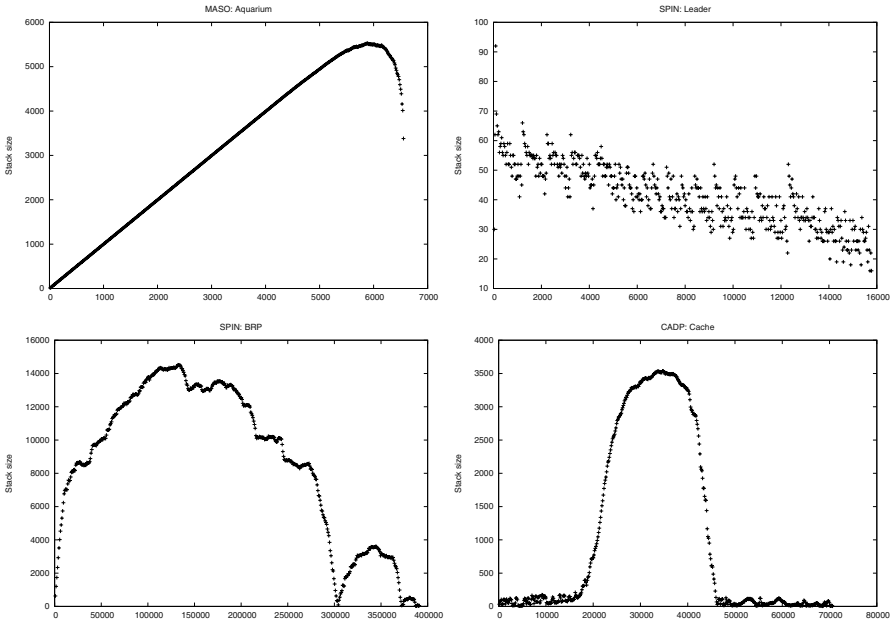 MASO: Aquarium
6000
5000
4000
3000
2000
1000
0
Stack size
0 1000 2000 3000 4000 5000 6000 7000
SPIN: Leader
100
90
80
70
60
50
40
30
20
10
Stack size
0 2000 4000 6000 8000 10000 12000 14000 16000
SPIN: BRP
16000
14000
12000
10000
8000
6000
4000
2000
0
Stack size
0 50000 100000 150000 200000 250000 300000 350000 400000
CADP: Cache
4000
3500
3000
2500
2000
1500
1000
500
0
Stack size
0 10000 20000 30000 40000 50000 60000 70000 80000